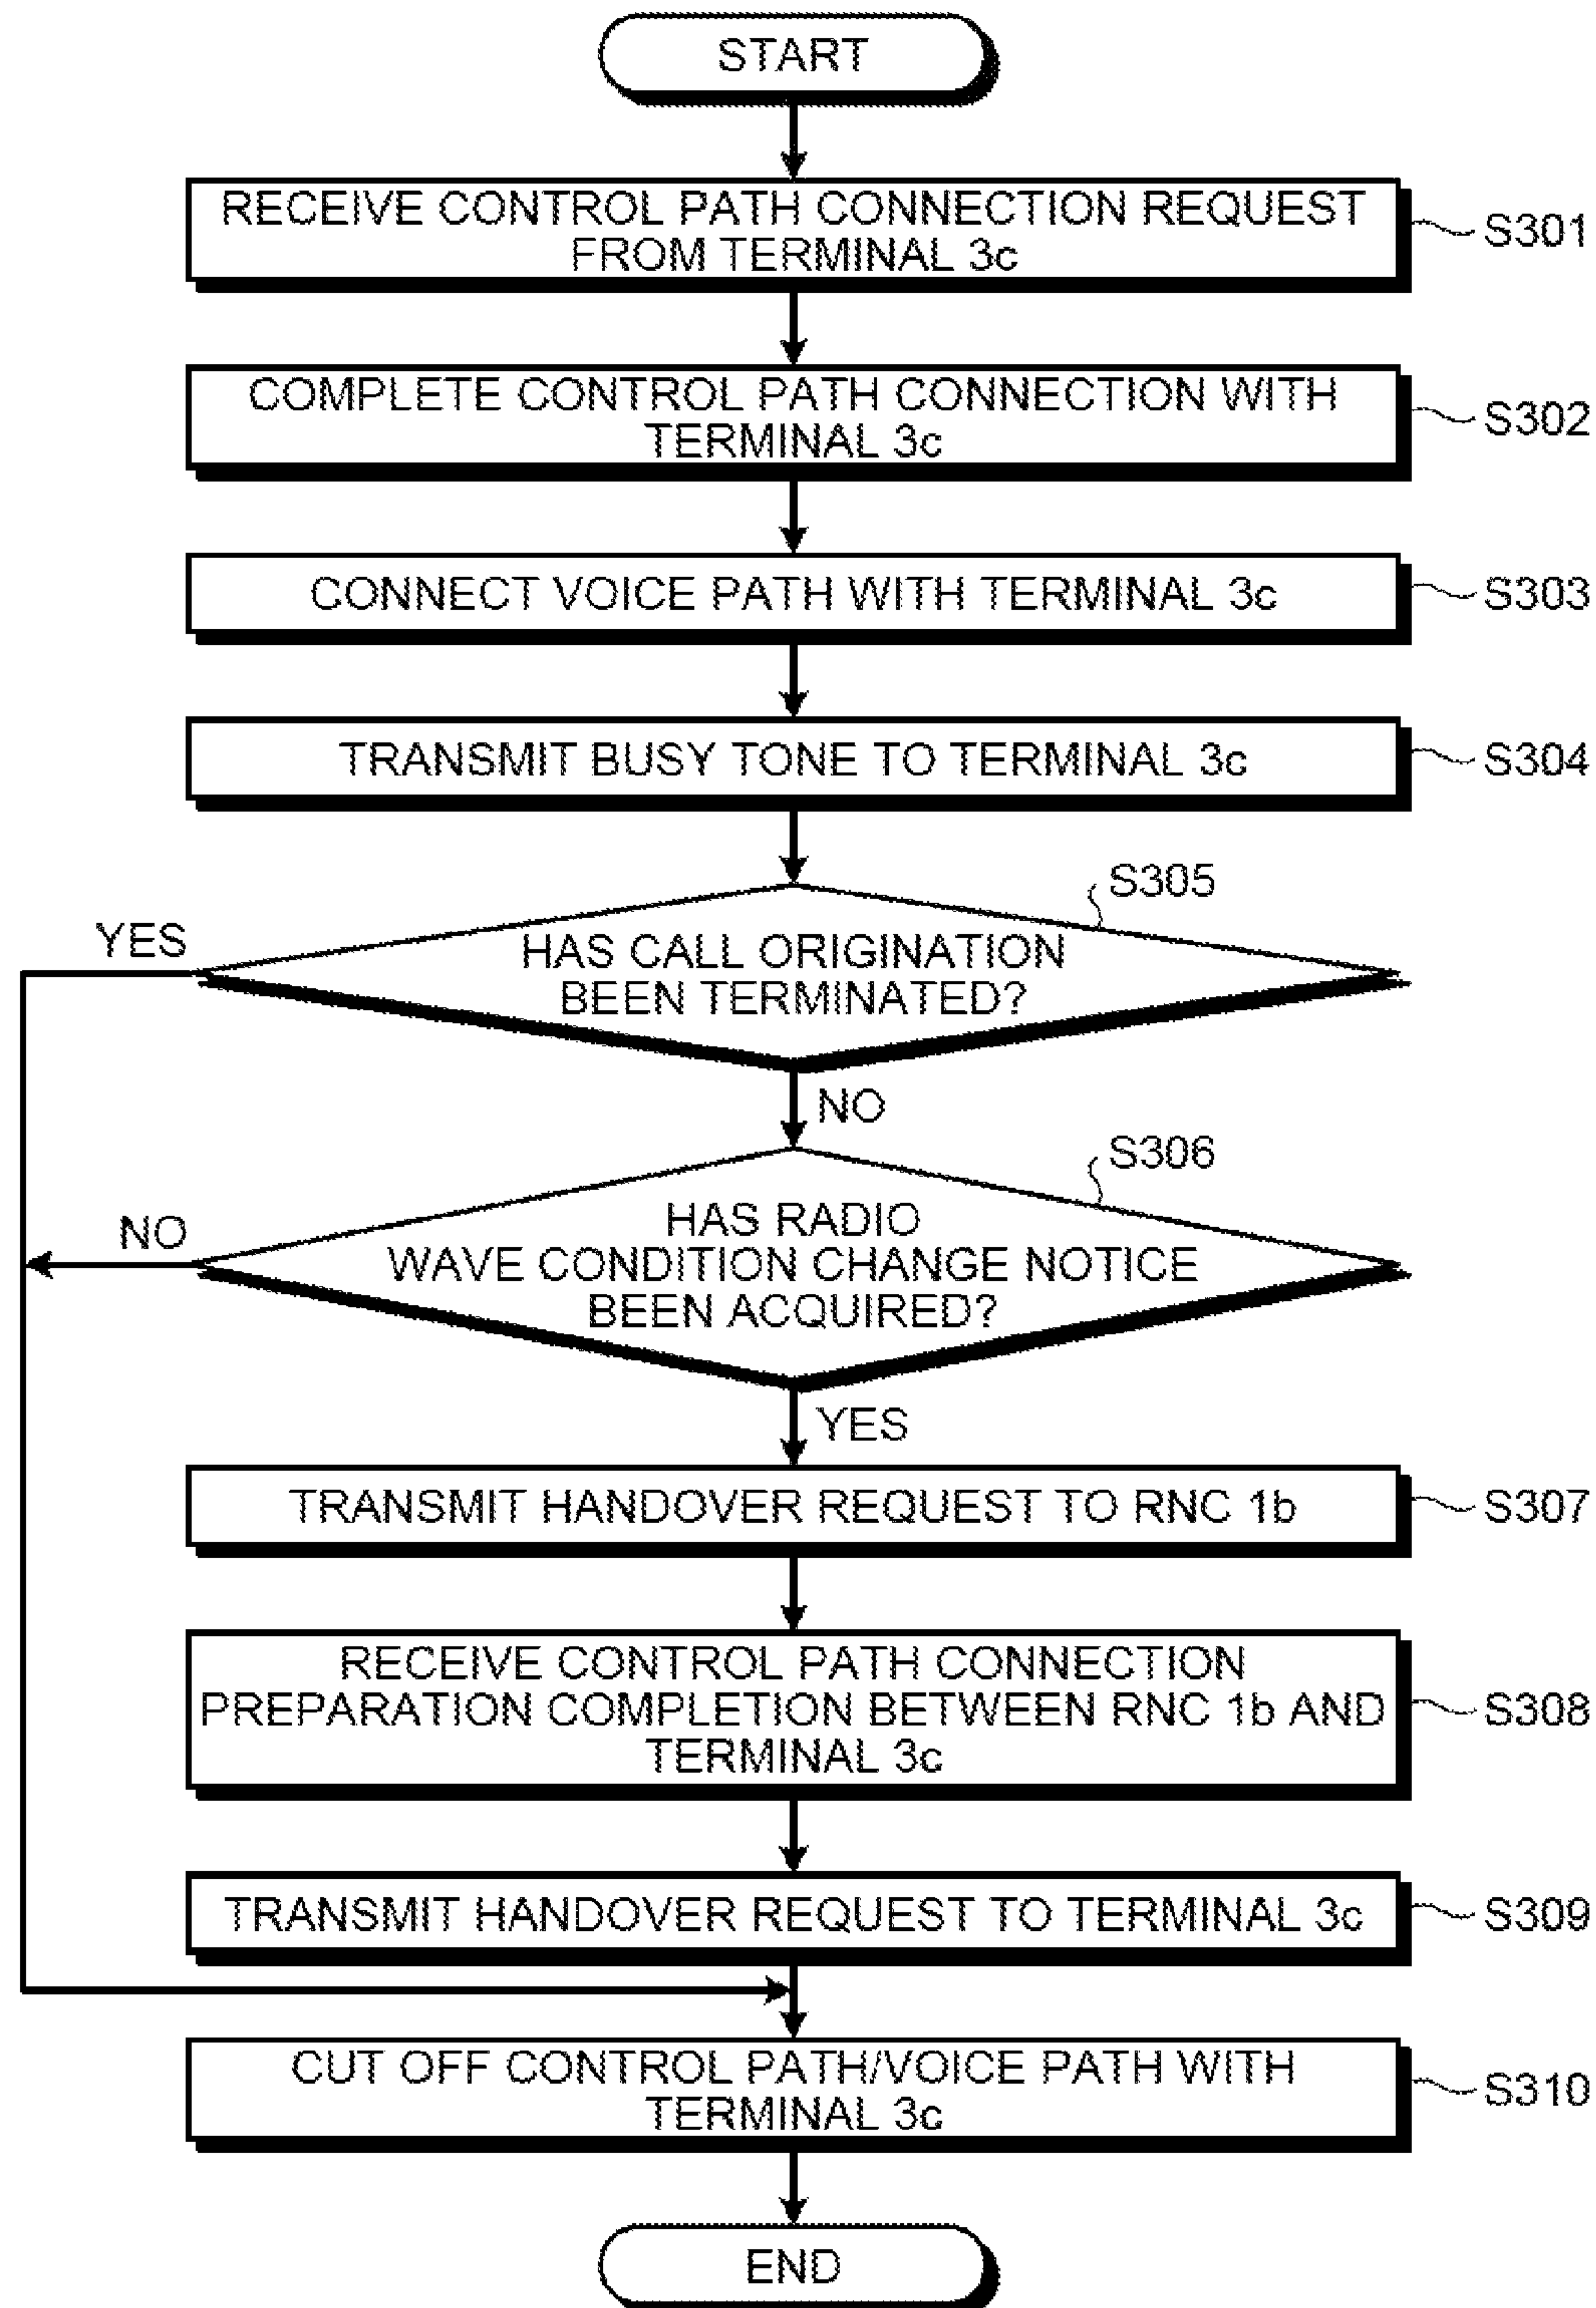 START
RECEIVE CONTROL PATH CONNECTION REQUEST
FROM TERMINAL 3c
S301
COMPLETE CONTROL PATH CONNECTION WITH
TERMINAL 3c
S302
CONNECT VOICE PATH WITH TERMINAL 3c
S303
TRANSMIT BUSY TONE TO TERMINAL 3c
S304
S305
YES
HAS CALL ORIGINATION
BEEN TERMINATED?
NO
S306
NO
HAS RADIO
WAVE CONDITION CHANGE NOTICE
BEEN ACQUIRED?
YES
TRANSMIT HANDOVER REQUEST TO RNC 1b
S307
RECEIVE CONTROL PATH CONNECTION
PREPARATION COMPLETION BETWEEN RNC 1b AND
TERMINAL 3c
S308
TRANSMIT HANDOVER REQUEST TO TERMINAL 3c
S309
CUT OFF CONTROL PATH/VOICE PATH WITH
TERMINAL 3c
S310
END